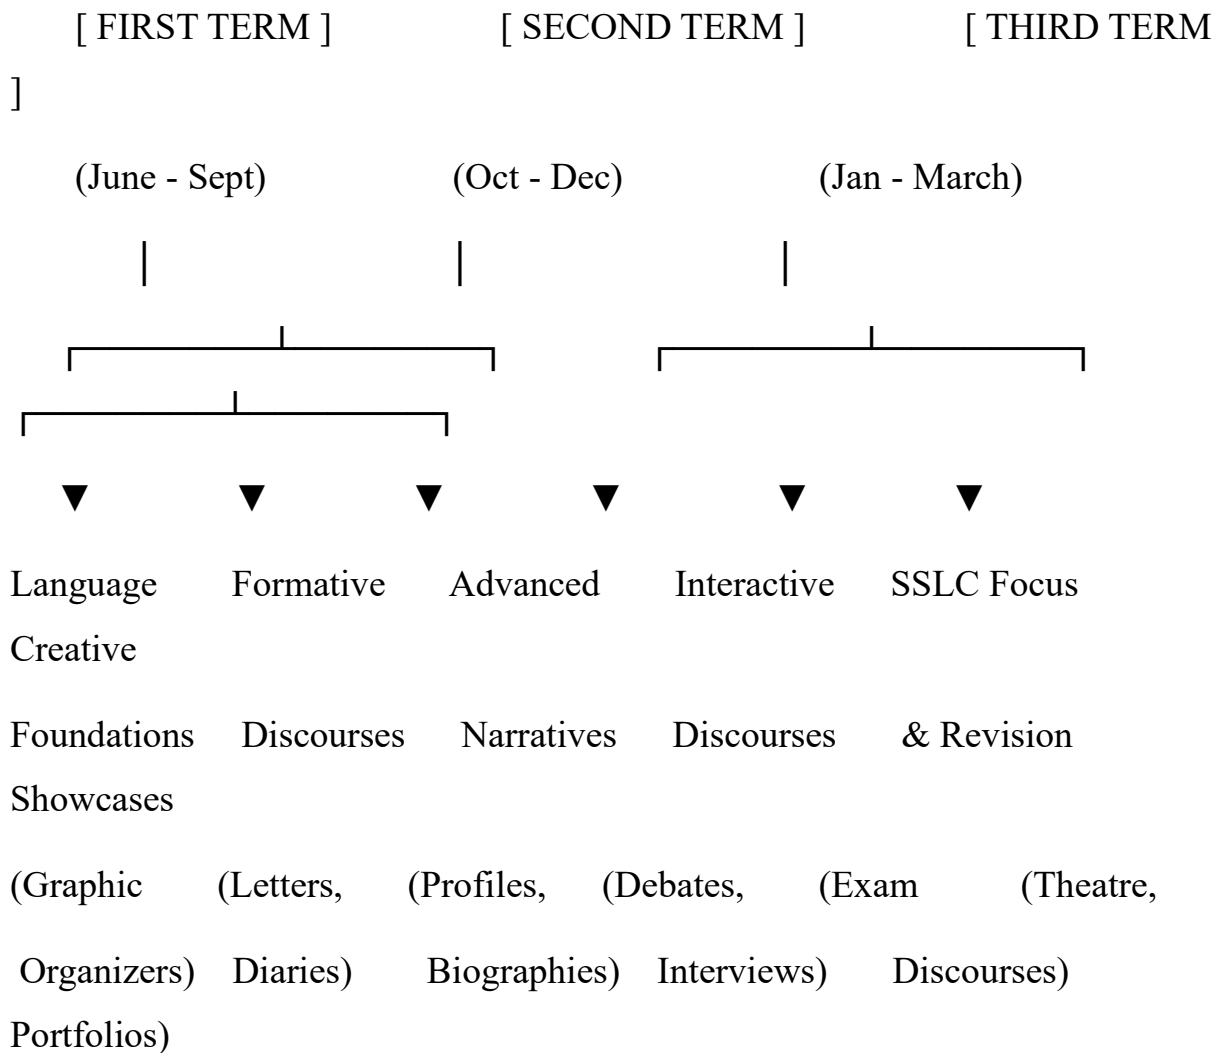 [ FIRST TERM ] [ SECOND TERM ] [ THIRD TERM
]
(June - Sept) (Oct - Dec) (Jan - March)
Language Formative Advanced Interactive SSLC Focus
Creative
Foundations Discourses Narratives Discourses & Revision
Showcases
(Graphic (Letters, (Profiles, (Debates, (Exam (Theatre,
Organizers) Diaries) Biographies) Interviews) Discourses)
Portfolios)